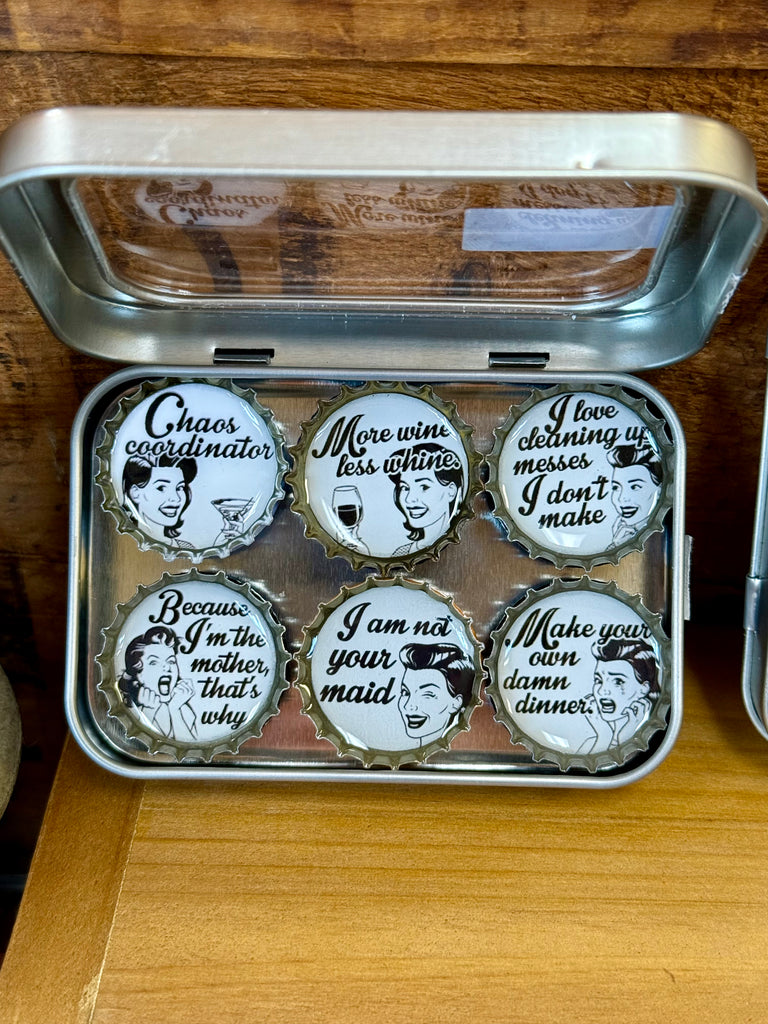 Chaos
coordinator
More wine
less whine.
I love
cleaning up
messes
I don't
make
Because
I'm the
mother,
that's
why
I am not
your
maid
Make your
own
damn
dinner.